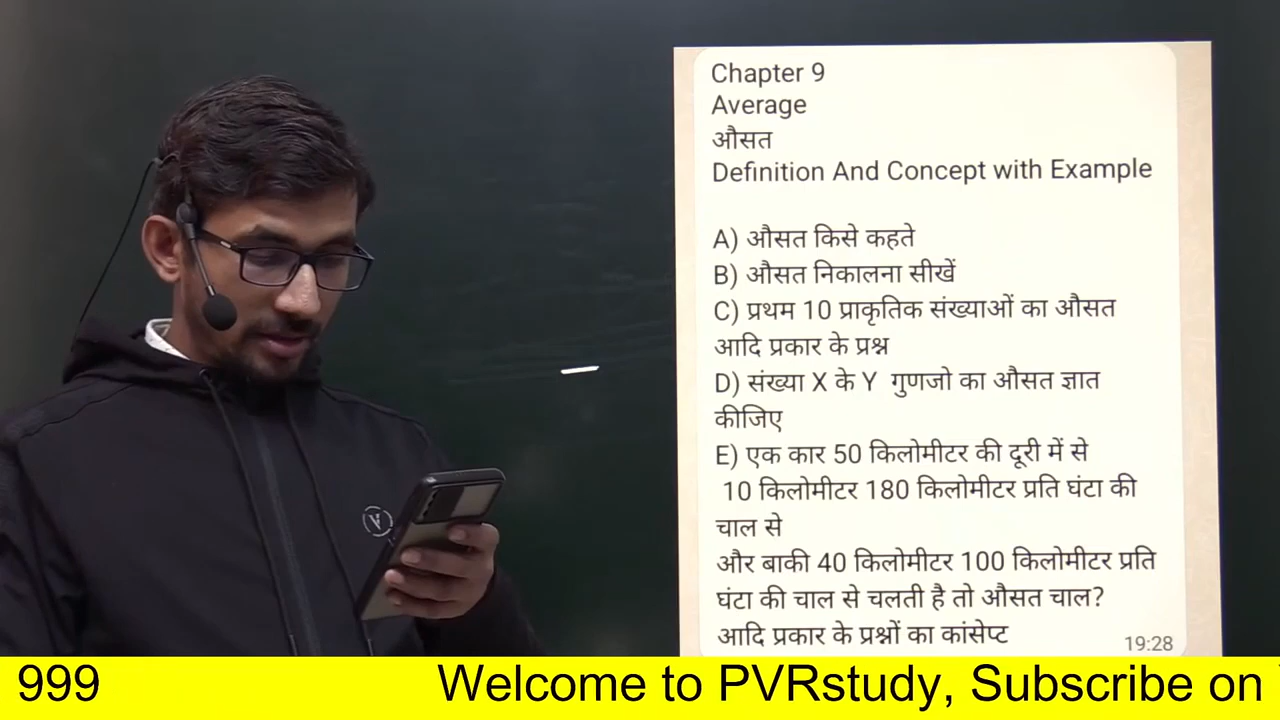 Chapter 9
Average
औसत
Definition And Concept with Example
A) औसत किसे कहते
B) औसत निकालना सीखें
C) प्रथम 10 प्राकृतिक संख्याओं का औसत
आदि प्रकार के प्रश्न
D) संख्या X के Y गुणजो का औसत ज्ञात
कीजिए
E) एक कार 50 किलोमीटर की दूरी में से
10 किलोमीटर 180 किलोमीटर प्रति घंटा की
चाल से
और बाकी 40 किलोमीटर 100 किलोमीटर प्रति
घंटा की चाल से चलती है तो औसत चाल?
आदि प्रकार के प्रश्नों का कांसेप्ट
19:28
999 Welcome to PVRstudy, Subscribe on